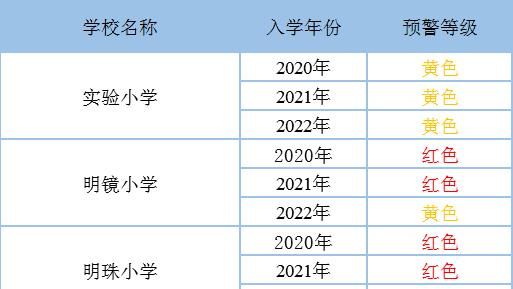 学校名称 入学年份 预警等级
实验小学 2020年 黄色
2021年 黄色
2022年 黄色
明镜小学 2020年 红色
2021年 红色
2022年 黄色
明珠小学 2020年 红色
2021年 红色